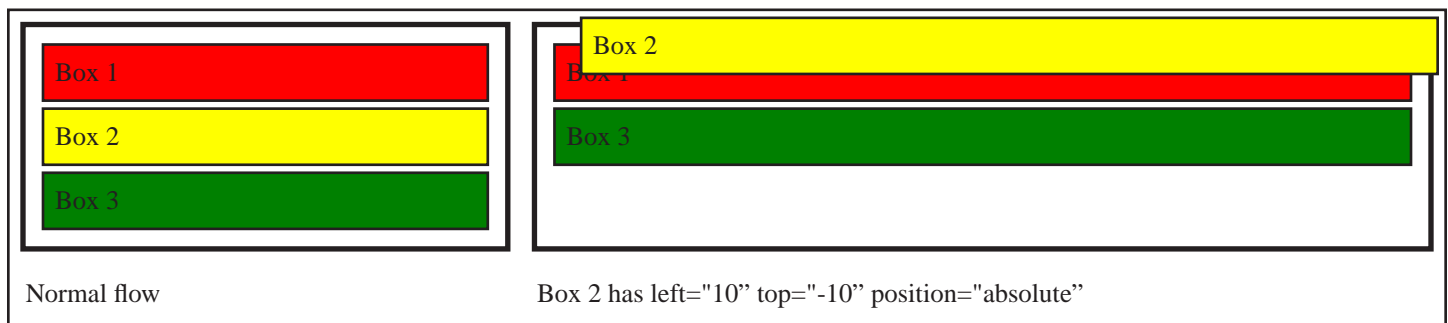 Box 1
Box 2
Box 3
Normal flow
Box 2
Box 1
Box 3
Box 2 has left="10” top="-10” position="absolute”